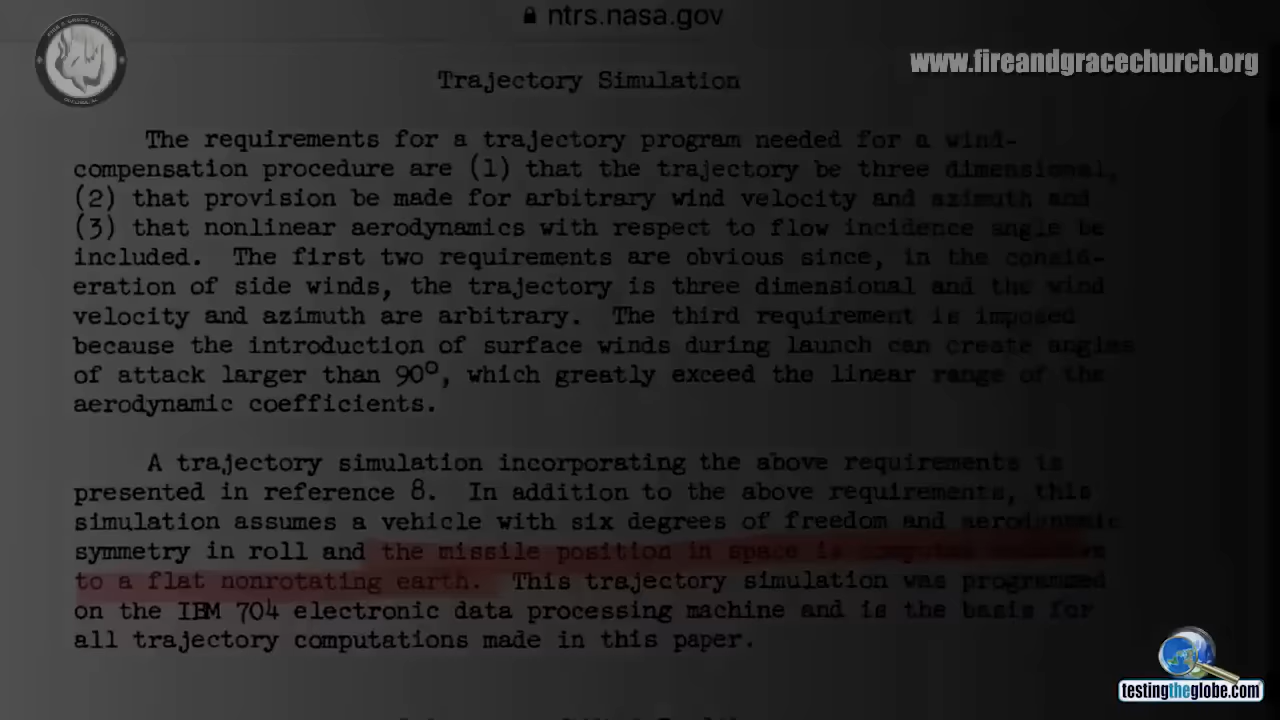 ntrs.nasa.gov
www.fireandgracechurch.org
Trajectory Simulation
The requirements for a trajectory program needed for a wind-
compensation procedure are (1) that the trajectory be three dimensional,
(2) that provision be made for arbitrary wind velocity and azimuth and
(3) that nonlinear aerodynamics with respect to flow incidence angle be
included. The first two requirements are obvious since, in the consid-
eration of side winds, the trajectory is three dimensional and the wind
velocity and azimuth are arbitrary. The third requirement is imposed
because the introduction of surface winds during launch can create angles
of attack larger than 90°, which greatly exceed the linear range of the
aerodynamic coefficients.
A trajectory simulation incorporating the above requirements is
presented in reference 8. In addition to the above requirements, this
simulation assumes a vehicle with six degrees of freedom and aerodynamic
symmetry in roll and the missile position in space is computed relative
to a flat nonrotating earth. This trajectory simulation was programmed
on the IBM 704 electronic data processing machine and is the basis for
all trajectory computations made in this paper.
testingtheglobe.com